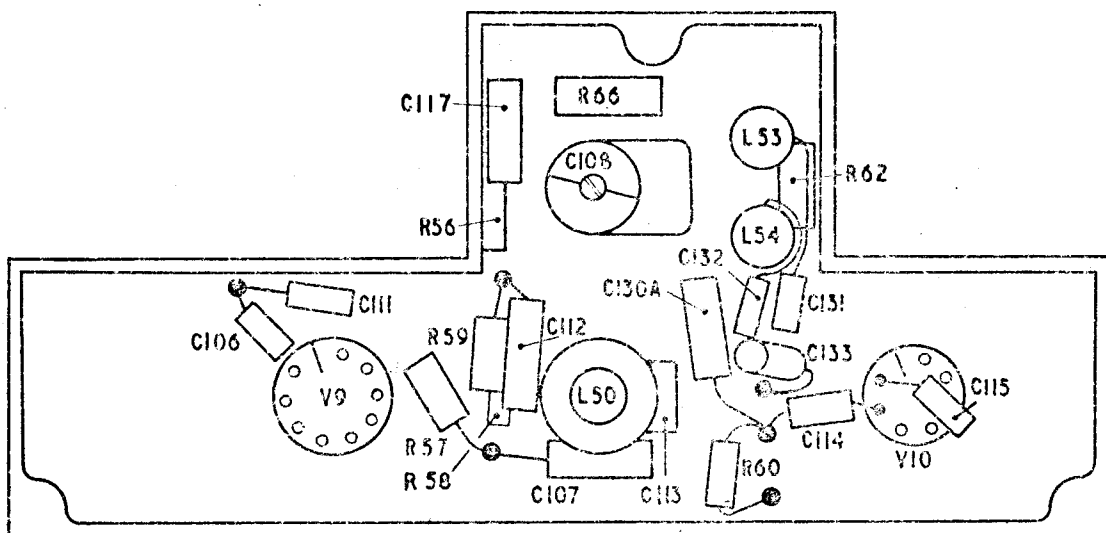 C117
R66
L53
C108
R62
R56
L54
C132
C130A
C111
C131
C106
R59
C112
C133
V9
L50
C115
R57
C114
R58
V10
R60
C107
C113